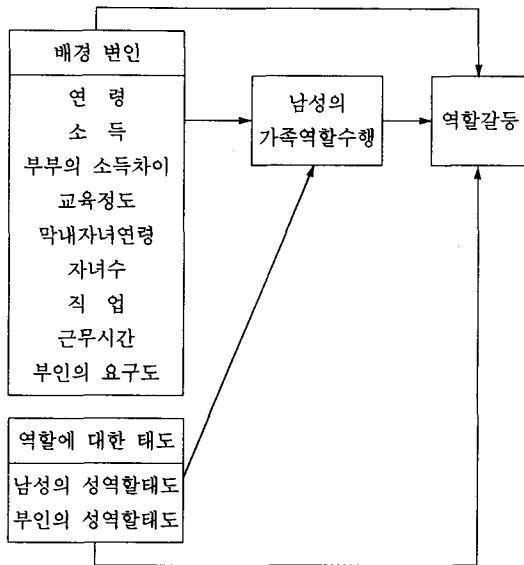 배경 변인
연 령
소 득
부부의 소득차이
교육정도
막내자녀연령
자녀수
직 업
근무시간
부인의 요구도
역할에 대한 태도
남성의 성역할태도
부인의 성역할태도
남성의
가족역할수행
역할갈등